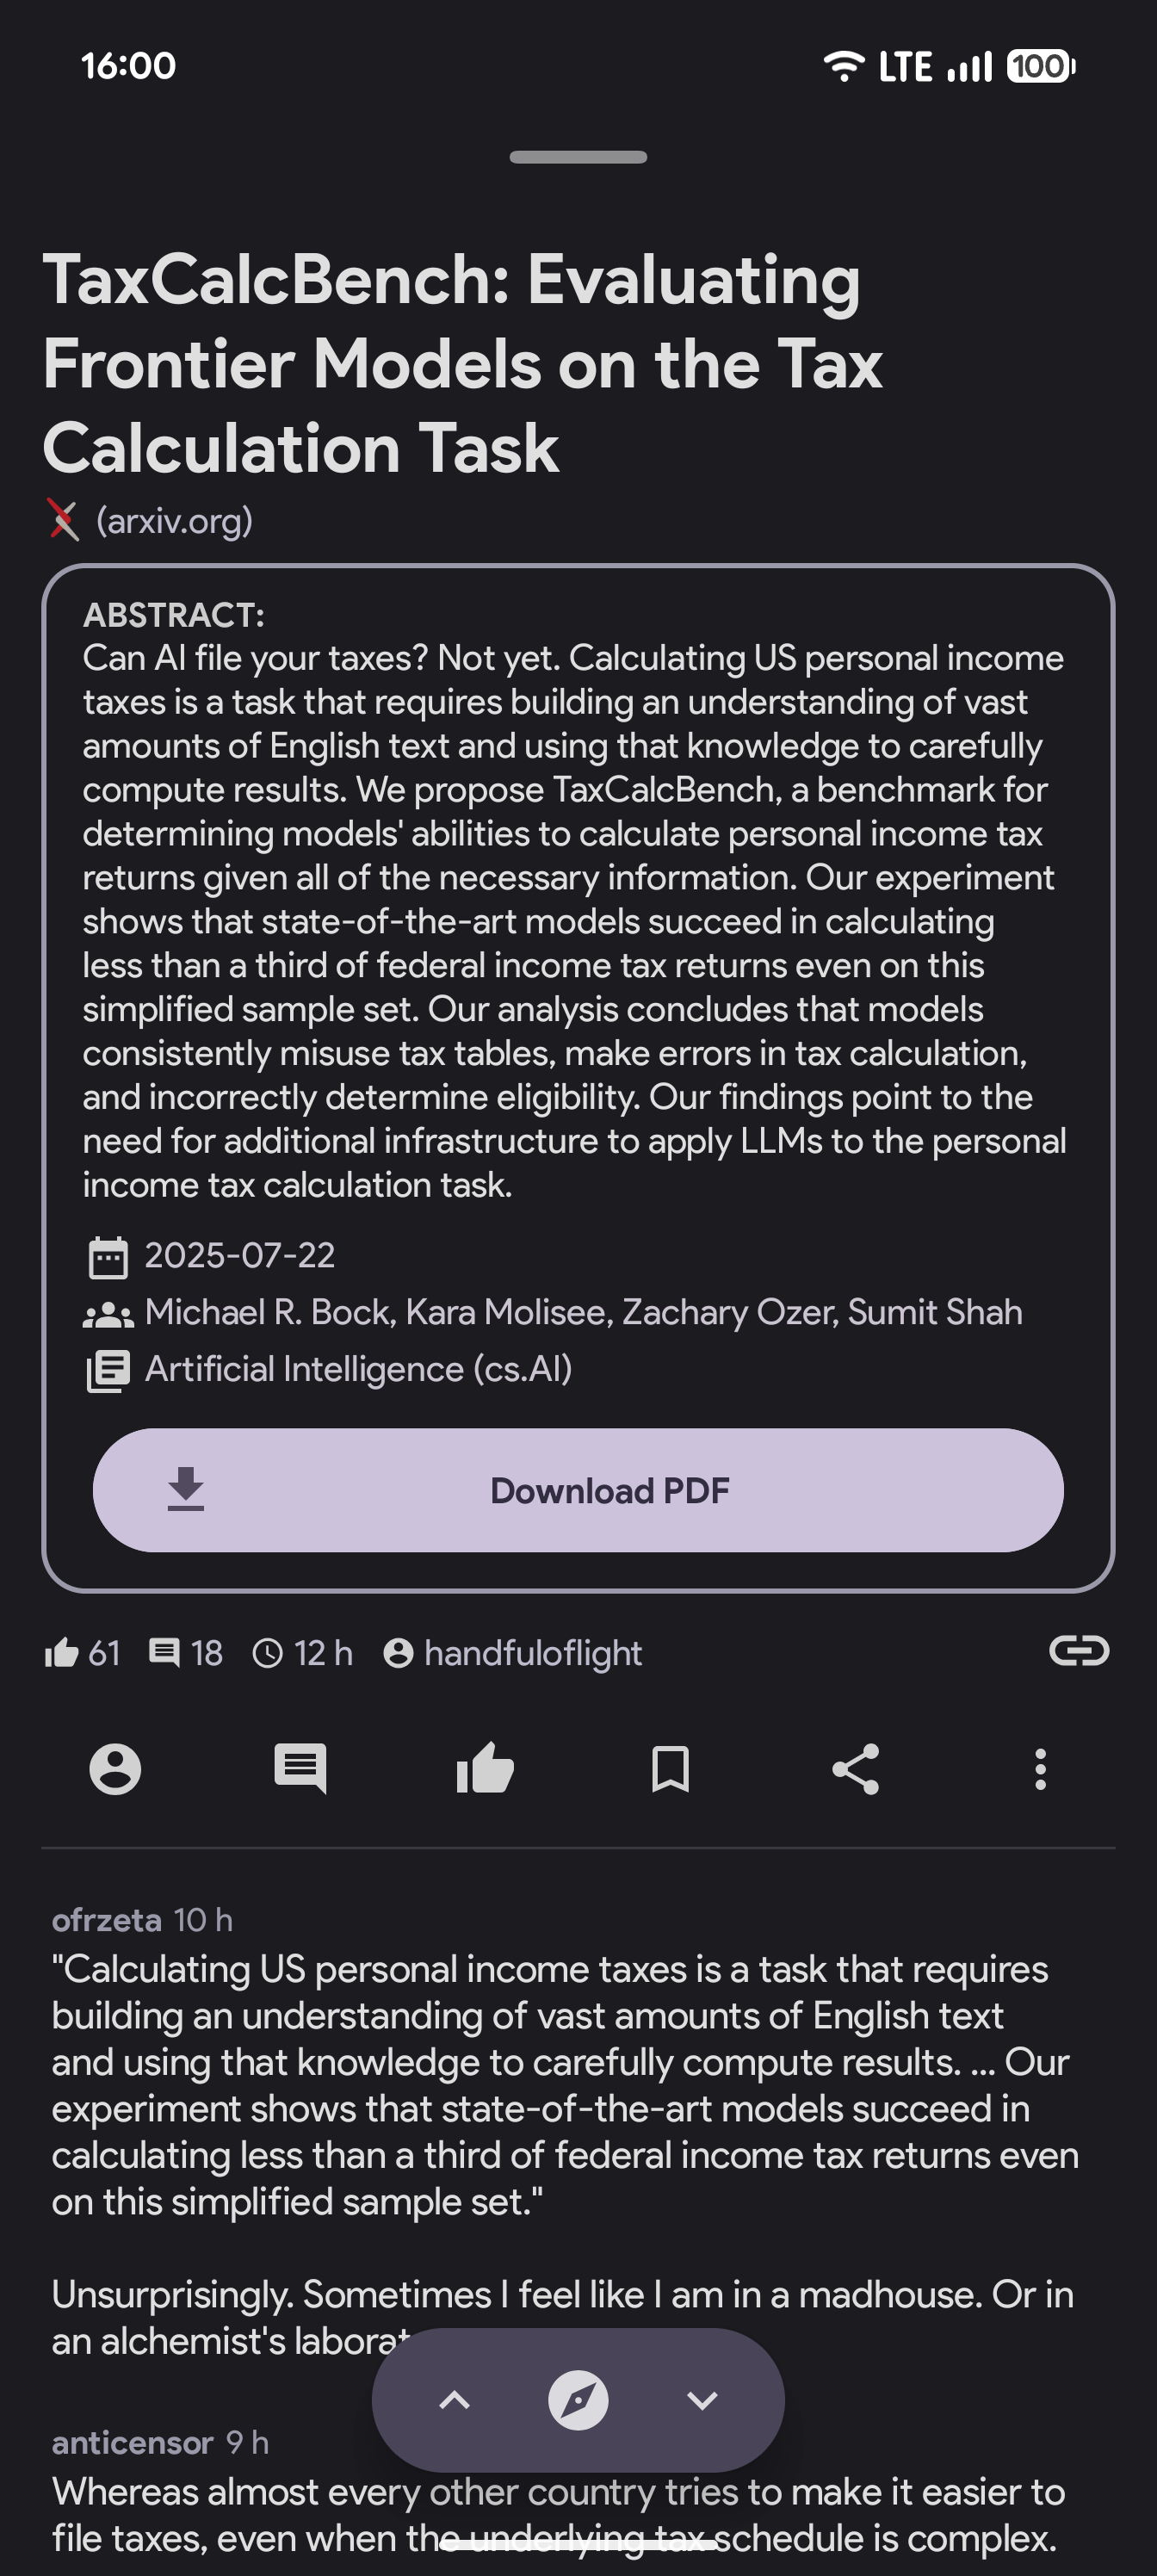 16:00
LTE
100
TaxCalcBench: Evaluating
Frontier Models on the Tax
Calculation Task
(arxiv.org)
ABSTRACT:
Can AI file your taxes? Not yet. Calculating US personal income
taxes is a task that requires building an understanding of vast
amounts of English text and using that knowledge to carefully
compute results. We propose TaxCalcBench, a benchmark for
determining models' abilities to calculate personal income tax
returns given all of the necessary information. Our experiment
shows that state-of-the-art models succeed in calculating
less than a third of federal income tax returns even on this
simplified sample set. Our analysis concludes that models
consistently misuse tax tables, make errors in tax calculation,
and incorrectly determine eligibility. Our findings point to the
need for additional infrastructure to apply LLMs to the personal
income tax calculation task.
2025-07-22
Michael R. Bock, Kara Molisee, Zachary Ozer, Sumit Shah
Artificial Intelligence (cs.AI)
Download PDF
61 18 12 h handfuloflight
ofrzeta 10 h
"Calculating US personal income taxes is a task that requires
building an understanding of vast amounts of English text
and using that knowledge to carefully compute results. ... Our
experiment shows that state-of-the-art models succeed in
calculating less than a third of federal income tax returns even
on this simplified sample set."
Unsurprisingly. Sometimes I feel like I am in a madhouse. Or in
an alchemist's
anticensor 9 h
Whereas almost every other country tries to make it easier to
file taxes, even when the underlying tax schedule is complex.